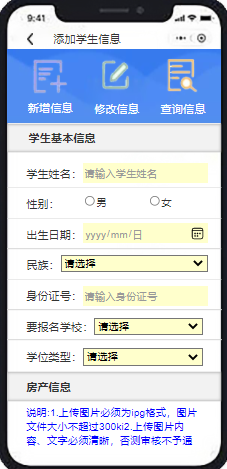 9:41
添加学生信息
新增信息 修改信息 查询信息
学生基本信息
学生姓名: 请输入学生姓名
性别: 男 女
出生日期: yyyy/mm/日
民族: 请选择
身份证号: 请输入身份证号
要报名学校: 请选择
学位类型: 请选择
房产信息
说明:1.上传图片必须为ipg格式，图片
文件大小不超过300ki2.上传图片内
容、文字必须清晰，否测审核不予通